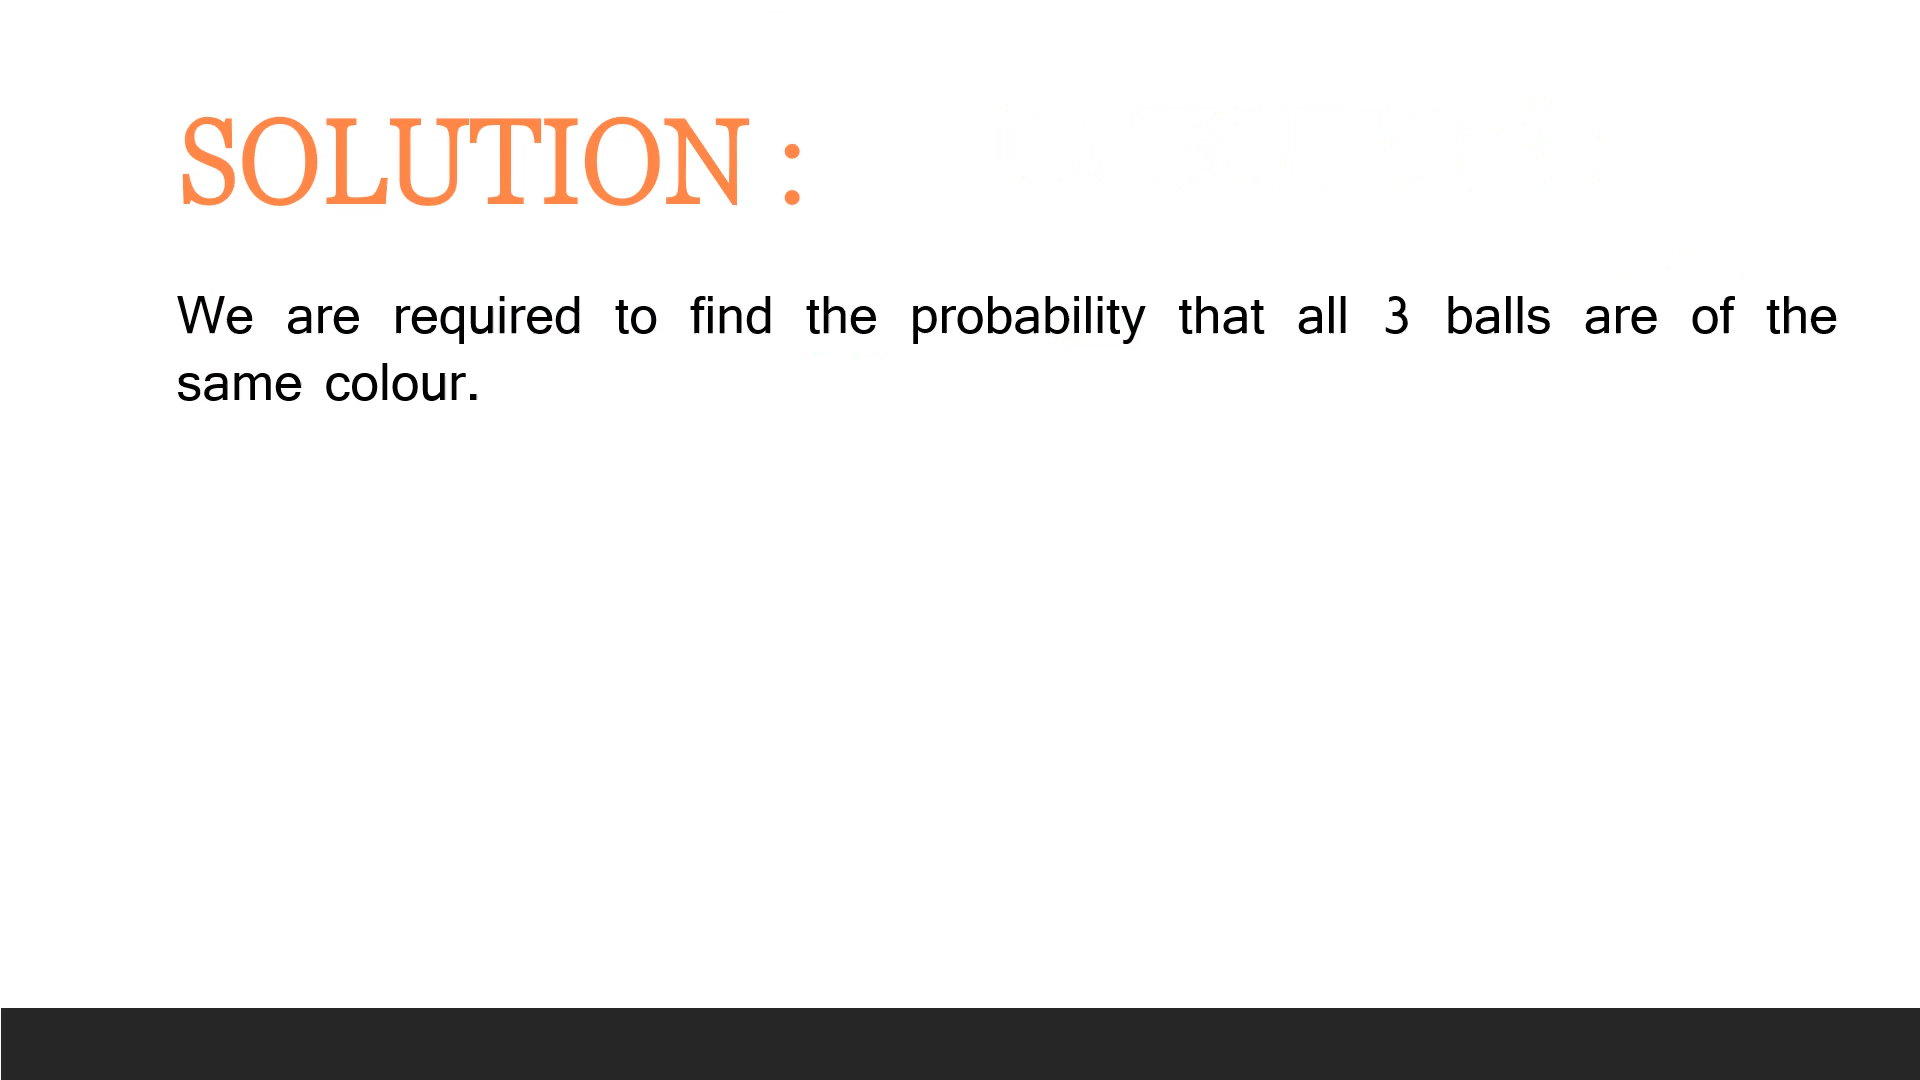 SOLUTION :
We are required to find the probability that all 3 balls are of the
same colour.